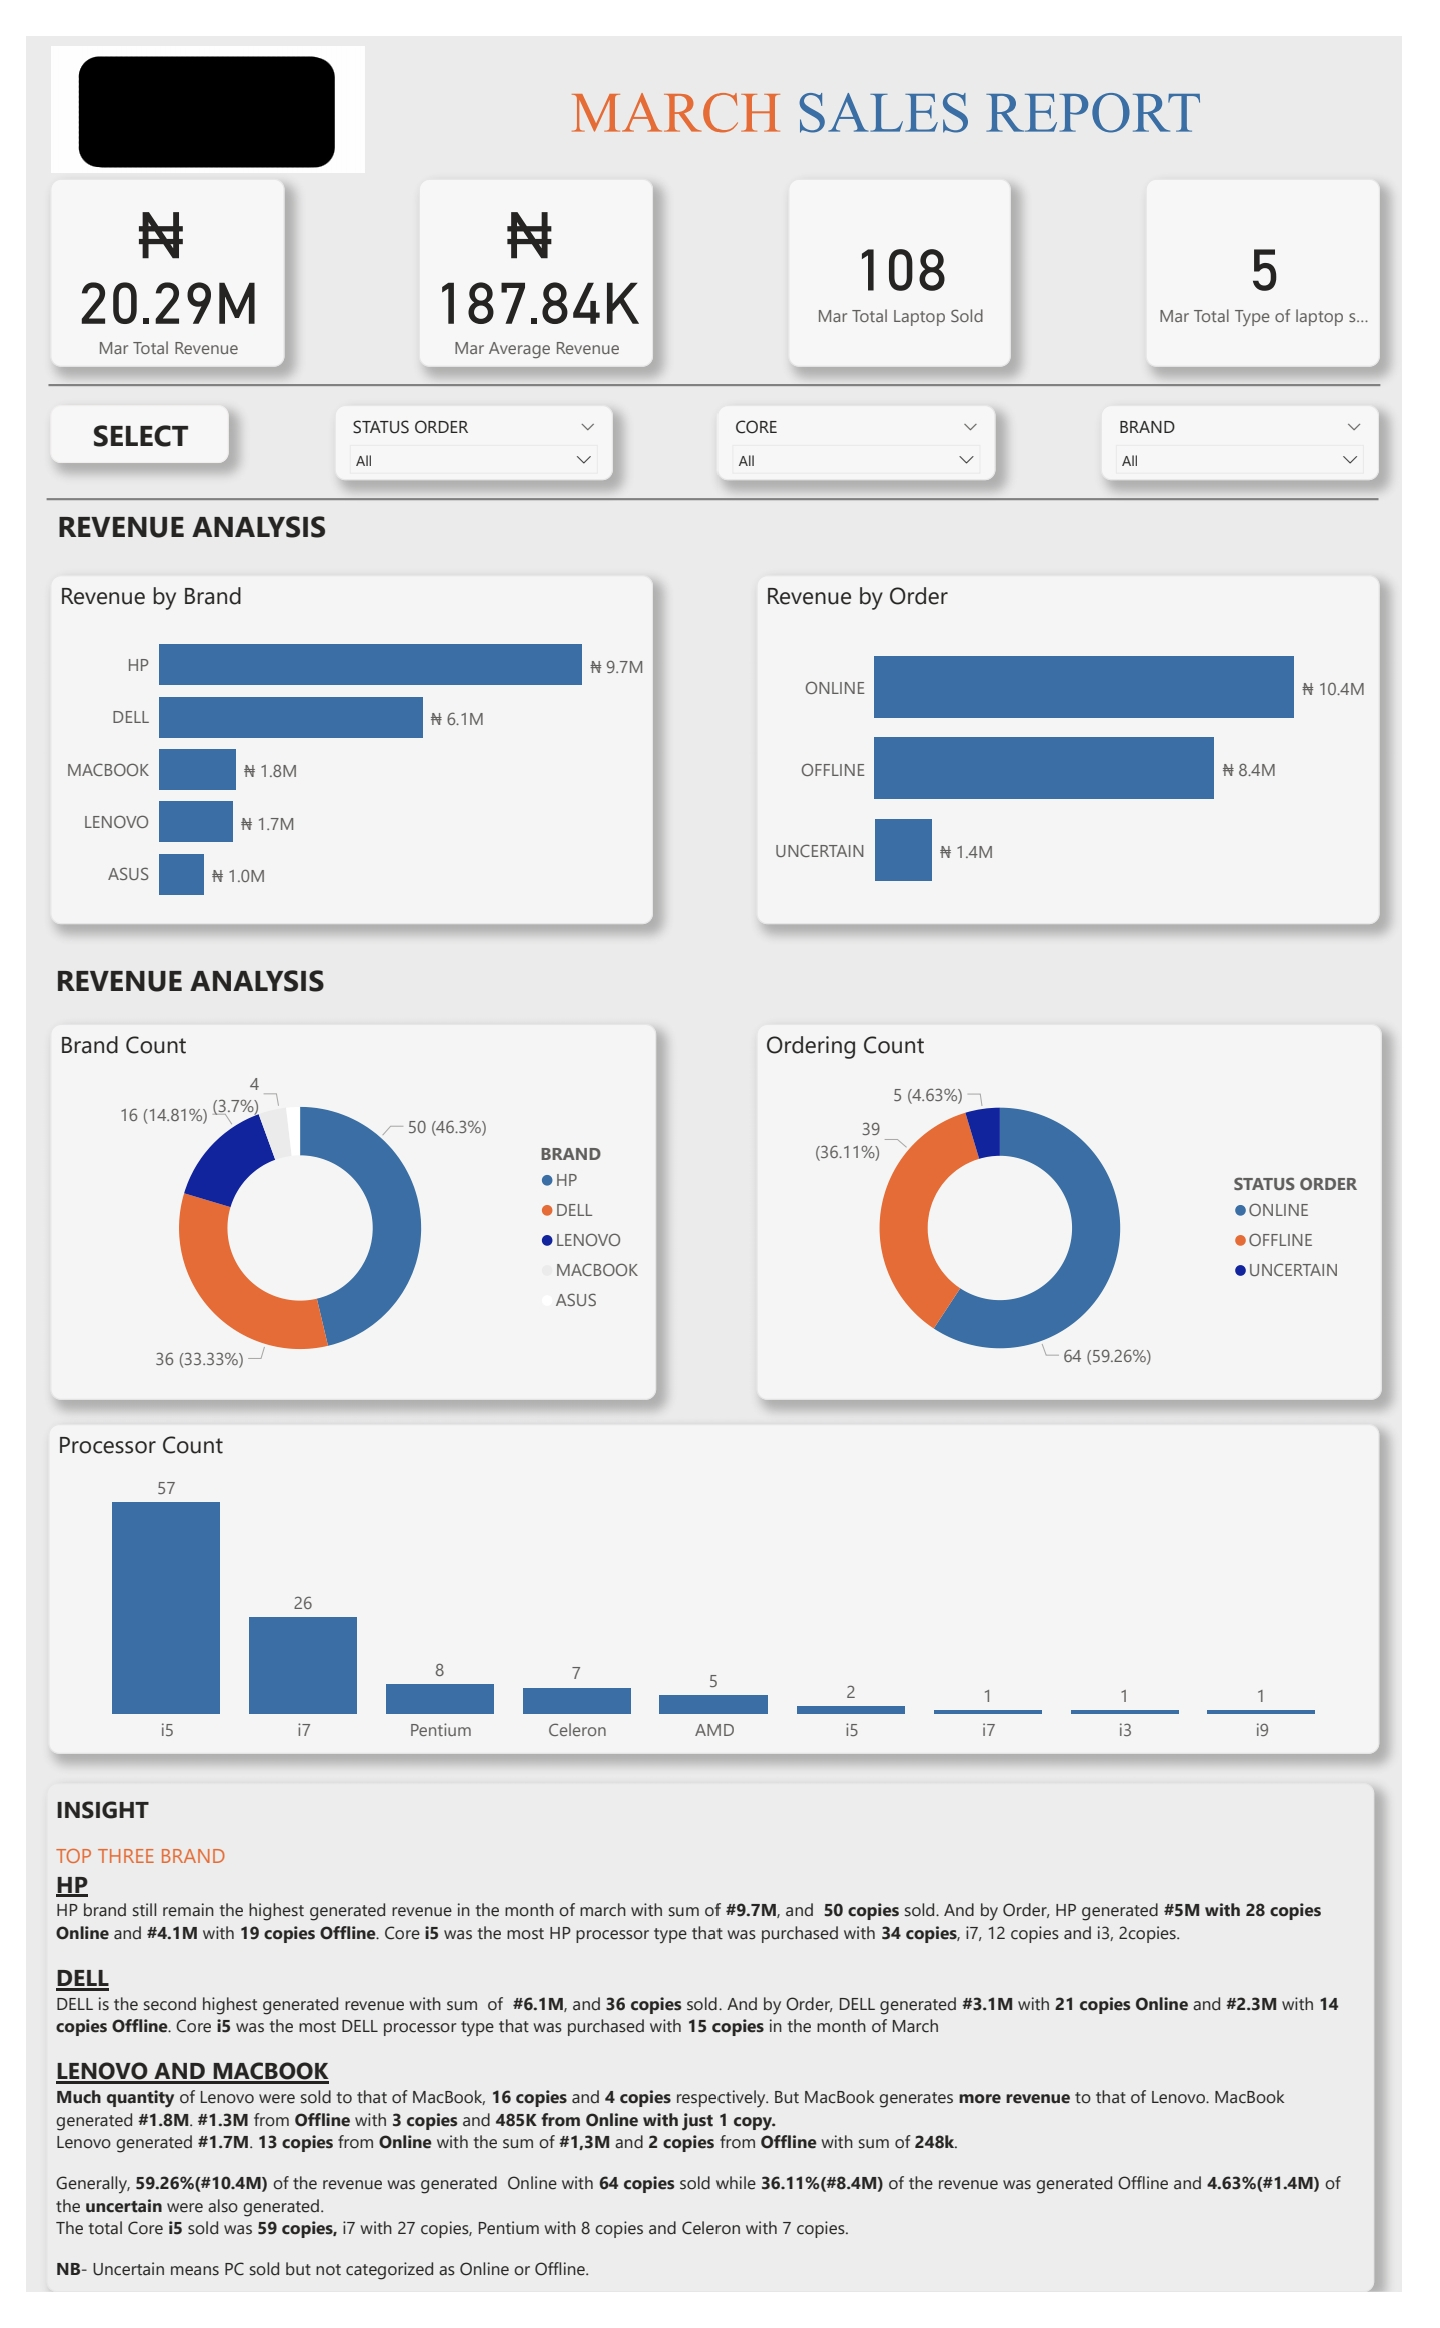 MARCH SALES REPORT
₦
20.29M
Mar Total Revenue
₦
187.84K
Mar Average Revenue
108
Mar Total Laptop Sold
5
Mar Total Type of laptop s...
SELECT
STATUS ORDER
All
CORE
All
BRAND
All
REVENUE ANALYSIS
Revenue by Brand
HP ₦ 9.7M
DELL ₦ 6.1M
MACBOOK ₦ 1.8M
LENOVO ₦ 1.7M
ASUS ₦ 1.0M
Revenue by Order
ONLINE ₦ 10.4M
OFFLINE ₦ 8.4M
UNCERTAIN ₦ 1.4M
REVENUE ANALYSIS
Brand Count
4
(3.7%)
16 (14.81%)
50 (46.3%)
36 (33.33%)
BRAND
HP
DELL
LENOVO
MACBOOK
ASUS
Ordering Count
5 (4.63%)
39
(36.11%)
64 (59.26%)
STATUS ORDER
ONLINE
OFFLINE
UNCERTAIN
Processor Count
57 26 8 7 5 2 1 1 1
i5 i7 Pentium Celeron AMD i5 i7 i3 i9
INSIGHT
TOP THREE BRAND
HP
HP brand still remain the highest generated revenue in the month of march with sum of #9.7M, and 50 copies sold. And by Order, HP generated #5M with 28 copies
Online and #4.1M with 19 copies Offline. Core i5 was the most HP processor type that was purchased with 34 copies, i7, 12 copies and i3, 2copies.
DELL
DELL is the second highest generated revenue with sum of #6.1M, and 36 copies sold. And by Order, DELL generated #3.1M with 21 copies Online and #2.3M with 14
copies Offline. Core i5 was the most DELL processor type that was purchased with 15 copies in the month of March
LENOVO AND MACBOOK
Much quantity of Lenovo were sold to that of MacBook, 16 copies and 4 copies respectively. But MacBook generates more revenue to that of Lenovo. MacBook
generated #1.8M. #1.3M from Offline with 3 copies and 485K from Online with just 1 copy.
Lenovo generated #1.7M. 13 copies from Online with the sum of #1,3M and 2 copies from Offline with sum of 248k.
Generally, 59.26%(#10.4M) of the revenue was generated Online with 64 copies sold while 36.11%(#8.4M) of the revenue was generated Offline and 4.63%(#1.4M) of
the uncertain were also generated.
The total Core i5 sold was 59 copies, i7 with 27 copies, Pentium with 8 copies and Celeron with 7 copies.
NB- Uncertain means PC sold but not categorized as Online or Offline.